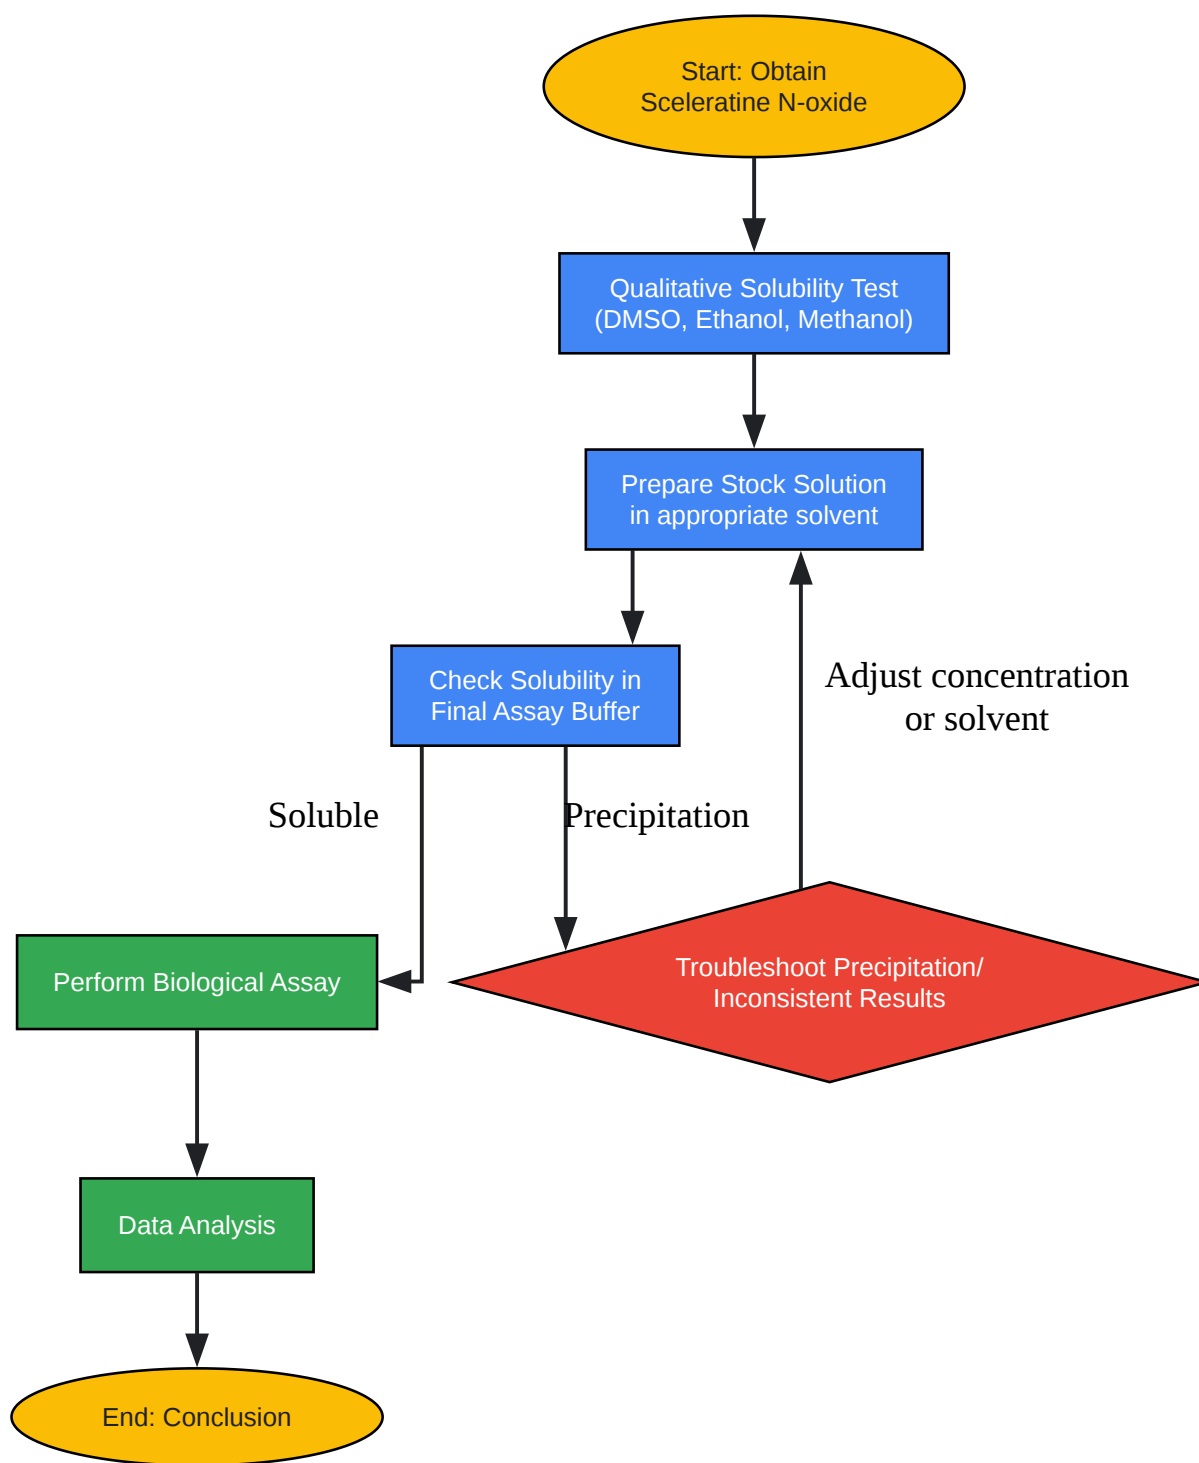 Start: Obtain
Sceleratine N-oxide
Qualitative Solubility Test
(DMSO, Ethanol, Methanol)
Prepare Stock Solution
in appropriate solvent
Check Solubility in
Final Assay Buffer
Adjust concentration
or solvent
Soluble
Precipitation
Perform Biological Assay
Troubleshoot Precipitation/
Inconsistent Results
Data Analysis
End: Conclusion